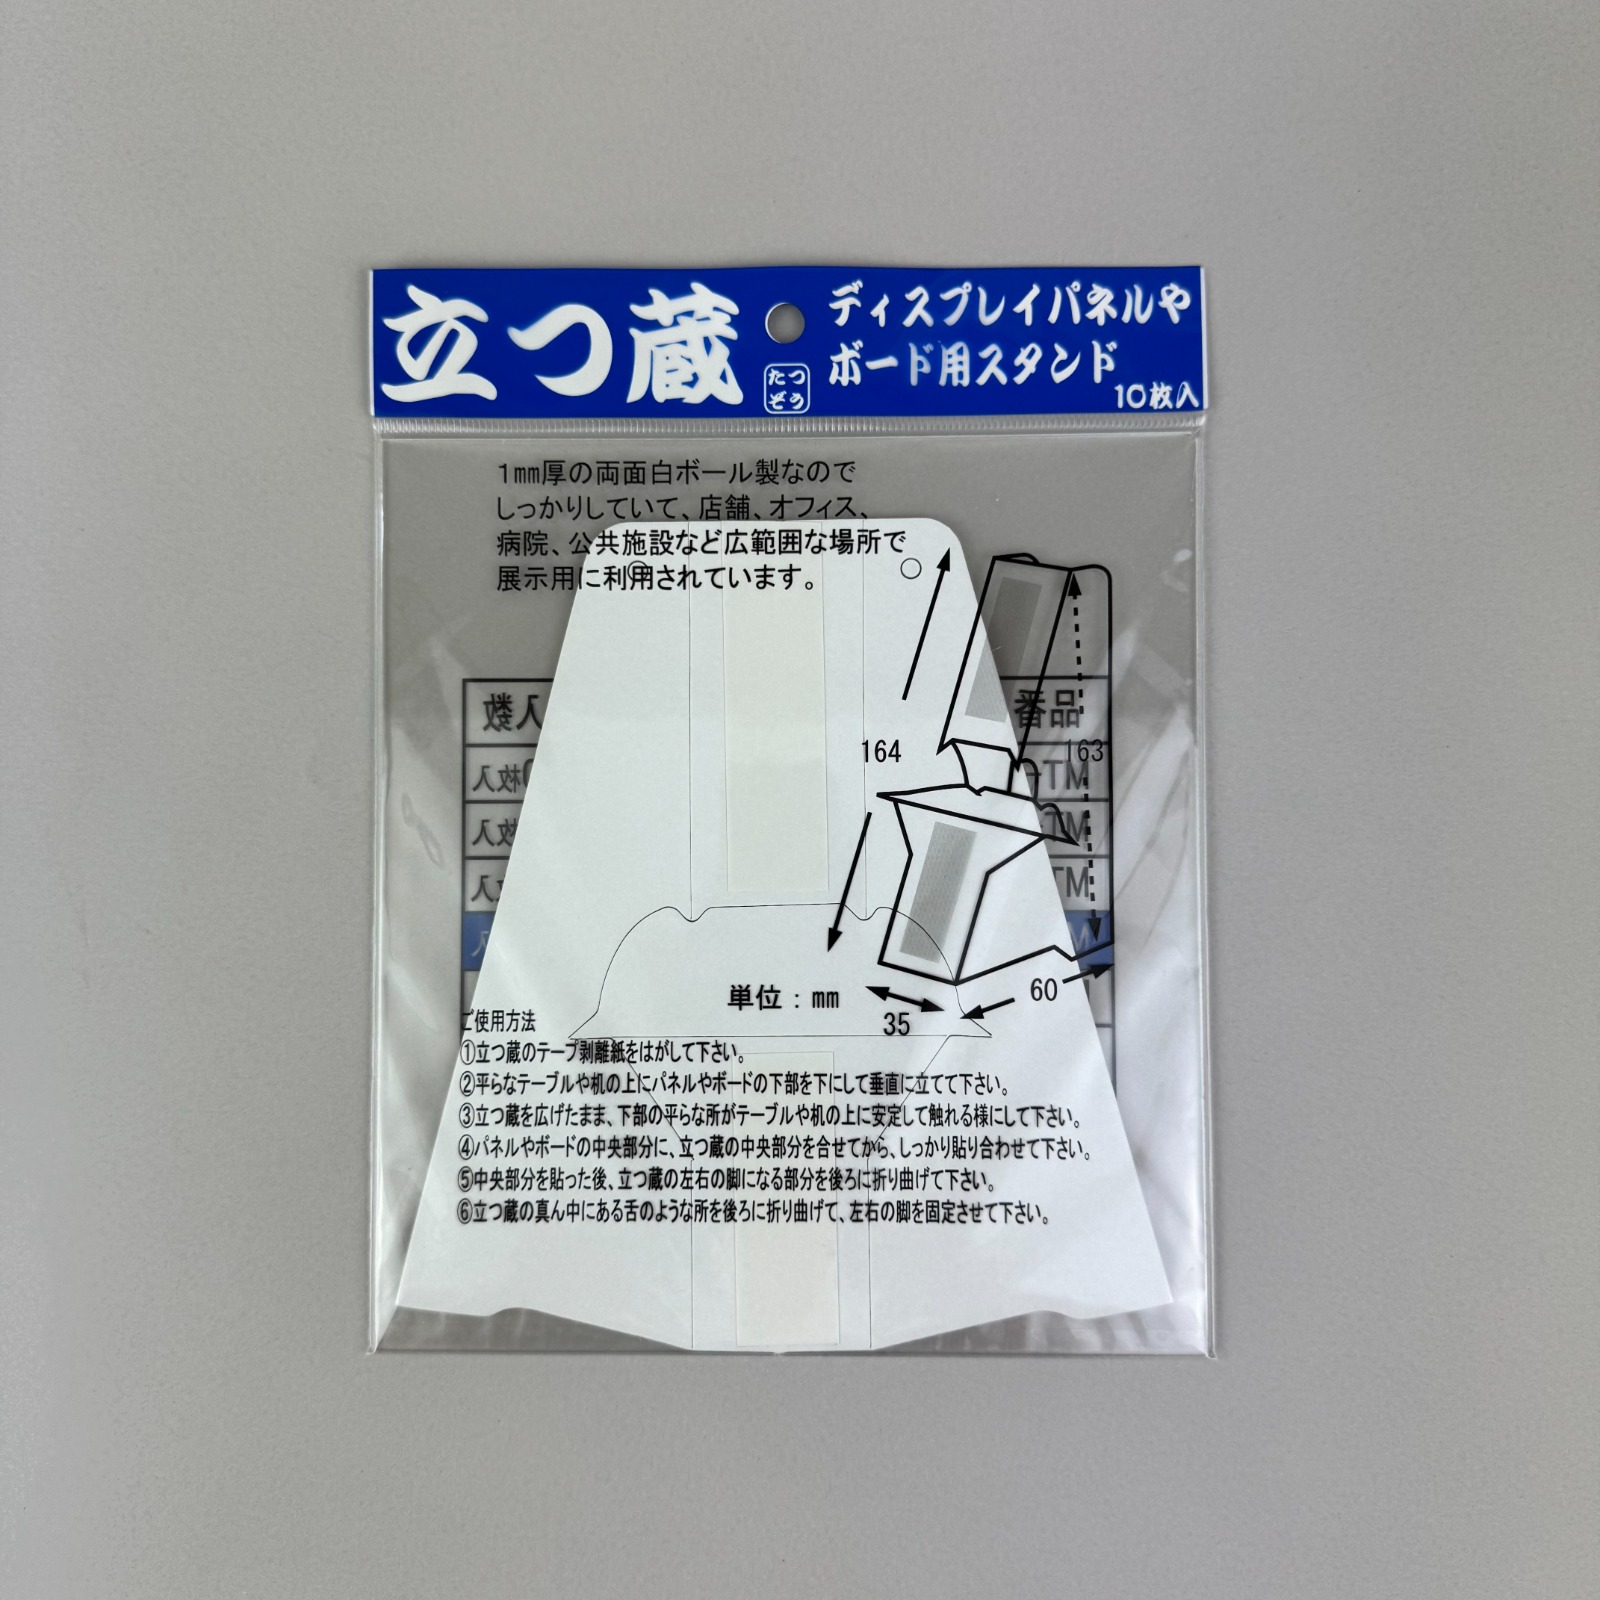 立つ蔵
たつ
ぞう
ディスプレイパネルや
ボード用スタンド
10枚入
1mm厚の両面白ボール製なので
しっかりしていて、店舗、オフィス、
病院、公共施設など広範囲な場所で
展示用に利用されています。
入数
品番
164
163
枚入
MT-
枚入
MT-
入
MT
単位：mm
60
35
ご使用方法
①立つ蔵のテープ剥離紙をはがして下さい。
②平らなテーブルや机の上にパネルやボードの下部を下にして垂直に立てて下さい。
③立つ蔵を広げたまま、下部の平らな所がテーブルや机の上に安定して触れる様にして下さい。
④パネルやボードの中央部分に、立つ蔵の中央部分を合せてから、しっかり貼り合わせて下さい。
⑤中央部分を貼った後、立つ蔵の左右の脚になる部分を後ろに折り曲げて下さい。
⑥立つ蔵の真ん中にある舌のような所を後ろに折り曲げて、左右の脚を固定させて下さい。